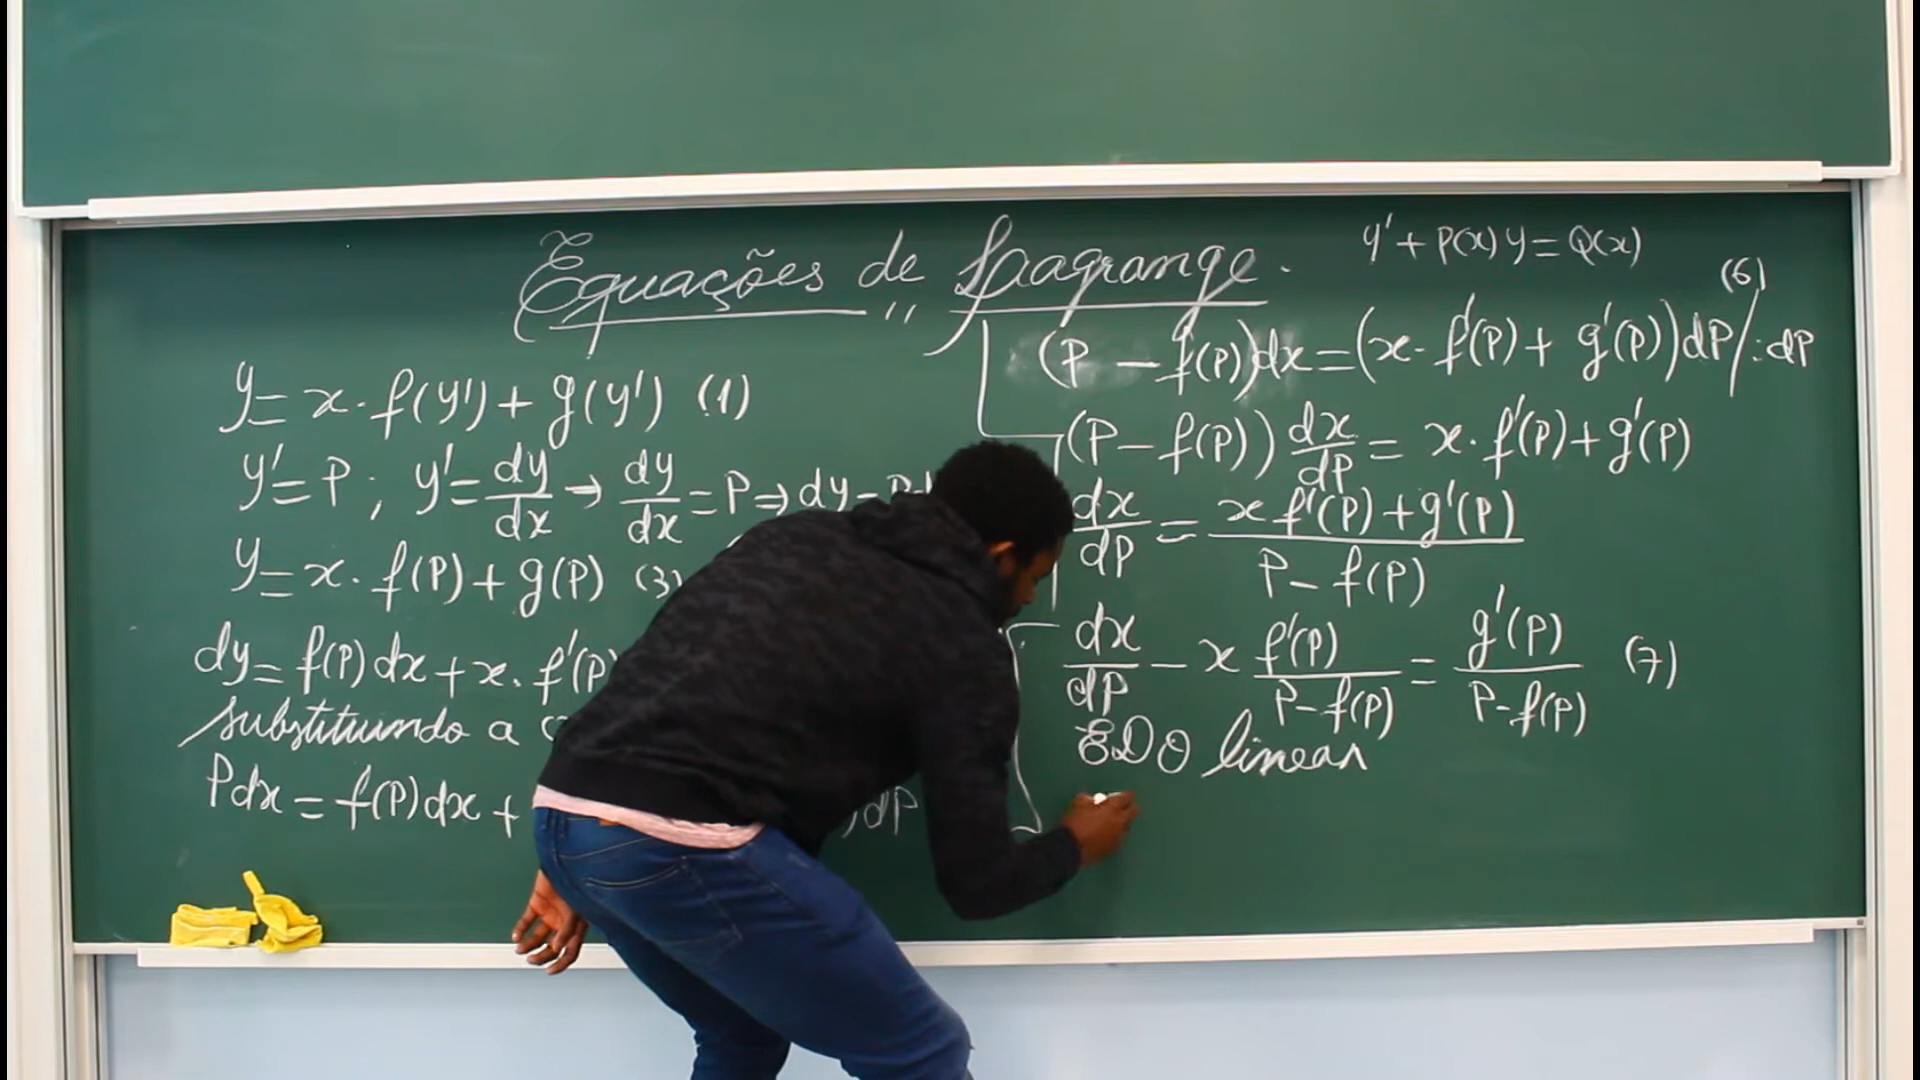 Equações de Lagrange.
y = x · f(y') + g(y') (1)
y' = P ; y' = dy/dx → dy/dx = P ⇒ dy = Pd
y = x · f(P) + g(P) (3)
dy = f(P)dx + x · f'(P)
substituindo a
Pdx = f(P)dx + )dP
y' + P(x) y = Q(x)
(6)
(P − f(P))dx = (x · f'(P) + g'(P))dP / : dP
(P − f(P)) dx/dP = x · f'(P) + g'(P)
dx/dP = (x f'(P) + g'(P))/(P − f(P))
dx/dP − x f'(P)/(P − f(P)) = g'(P)/(P − f(P)) (7)
EDO linear